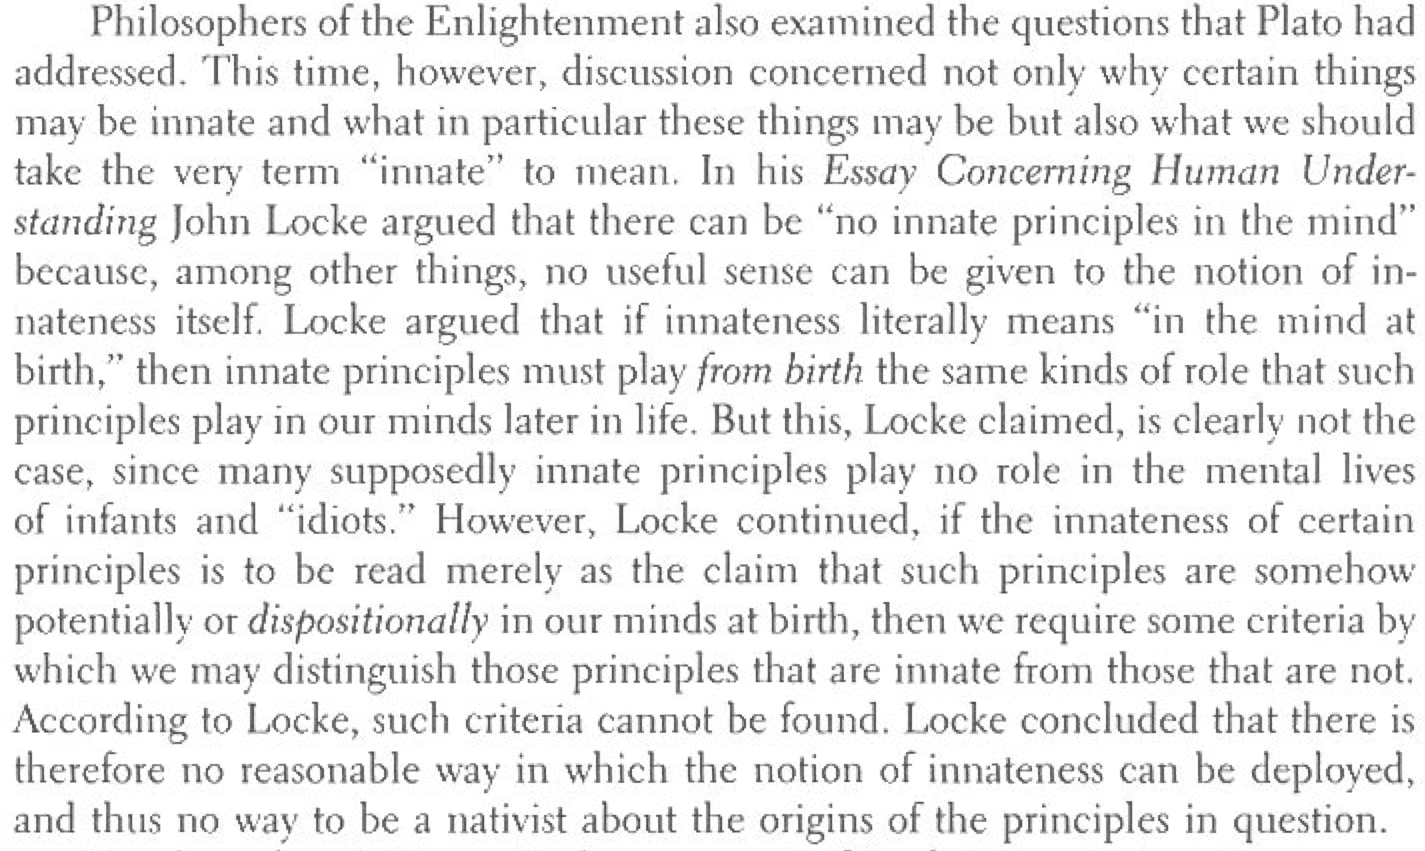 Philosophers of the Enlightenment also examined the questions that Plato had
addressed. This time, however, discussion concerned not only why certain things
may be innate and what in particular these things may be but also what we should
take the very term “innate” to mean. In his Essay Concerning Human Under-
standing John Locke argued that there can be “no innate principles in the mind”
because, among other things, no useful sense can be given to the notion of in-
nateness itself. Locke argued that if innateness literally means “in the mind at
birth,” then innate principles must play from birth the same kinds of role that such
principles play in our minds later in life. But this, Locke claimed, is clearly not the
case, since many supposedly innate principles play no role in the mental lives
of infants and “idiots.” However, Locke continued, if the innateness of certain
principles is to be read merely as the claim that such principles are somehow
potentially or dispositionally in our minds at birth, then we require some criteria by
which we may distinguish those principles that are innate from those that are not.
According to Locke, such criteria cannot be found. Locke concluded that there is
therefore no reasonable way in which the notion of innateness can be deployed,
and thus no way to be a nativist about the origins of the principles in question.